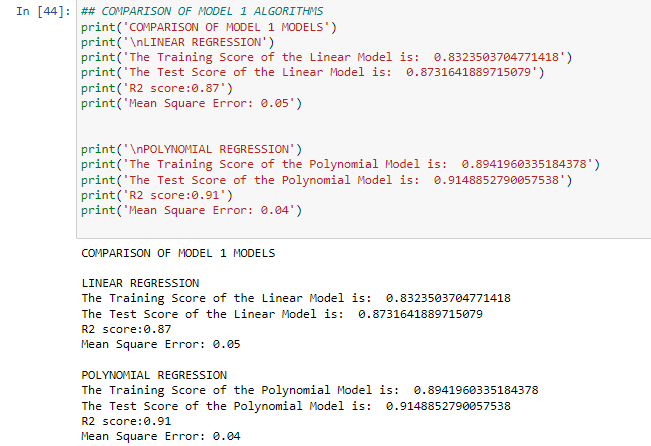 In [44]: ## COMPARISON OF MODEL 1 ALGORITHMS
print('COMPARISON OF MODEL 1 MODELS')
print('\nLINEAR REGRESSION')
print('The Training Score of the Linear Model is:  0.8323503704771418')
print('The Test Score of the Linear Model is:  0.8731641889715079')
print('R2 score:0.87')
print('Mean Square Error: 0.05')
print('\nPOLYNOMIAL REGRESSION')
print('The Training Score of the Polynomial Model is:  0.8941960335184378')
print('The Test Score of the Polynomial Model is:  0.9148852790057538')
print('R2 score:0.91')
print('Mean Square Error: 0.04')
COMPARISON OF MODEL 1 MODELS
LINEAR REGRESSION
The Training Score of the Linear Model is:  0.8323503704771418
The Test Score of the Linear Model is:  0.8731641889715079
R2 score:0.87
Mean Square Error: 0.05
POLYNOMIAL REGRESSION
The Training Score of the Polynomial Model is:  0.8941960335184378
The Test Score of the Polynomial Model is:  0.9148852790057538
R2 score:0.91
Mean Square Error: 0.04